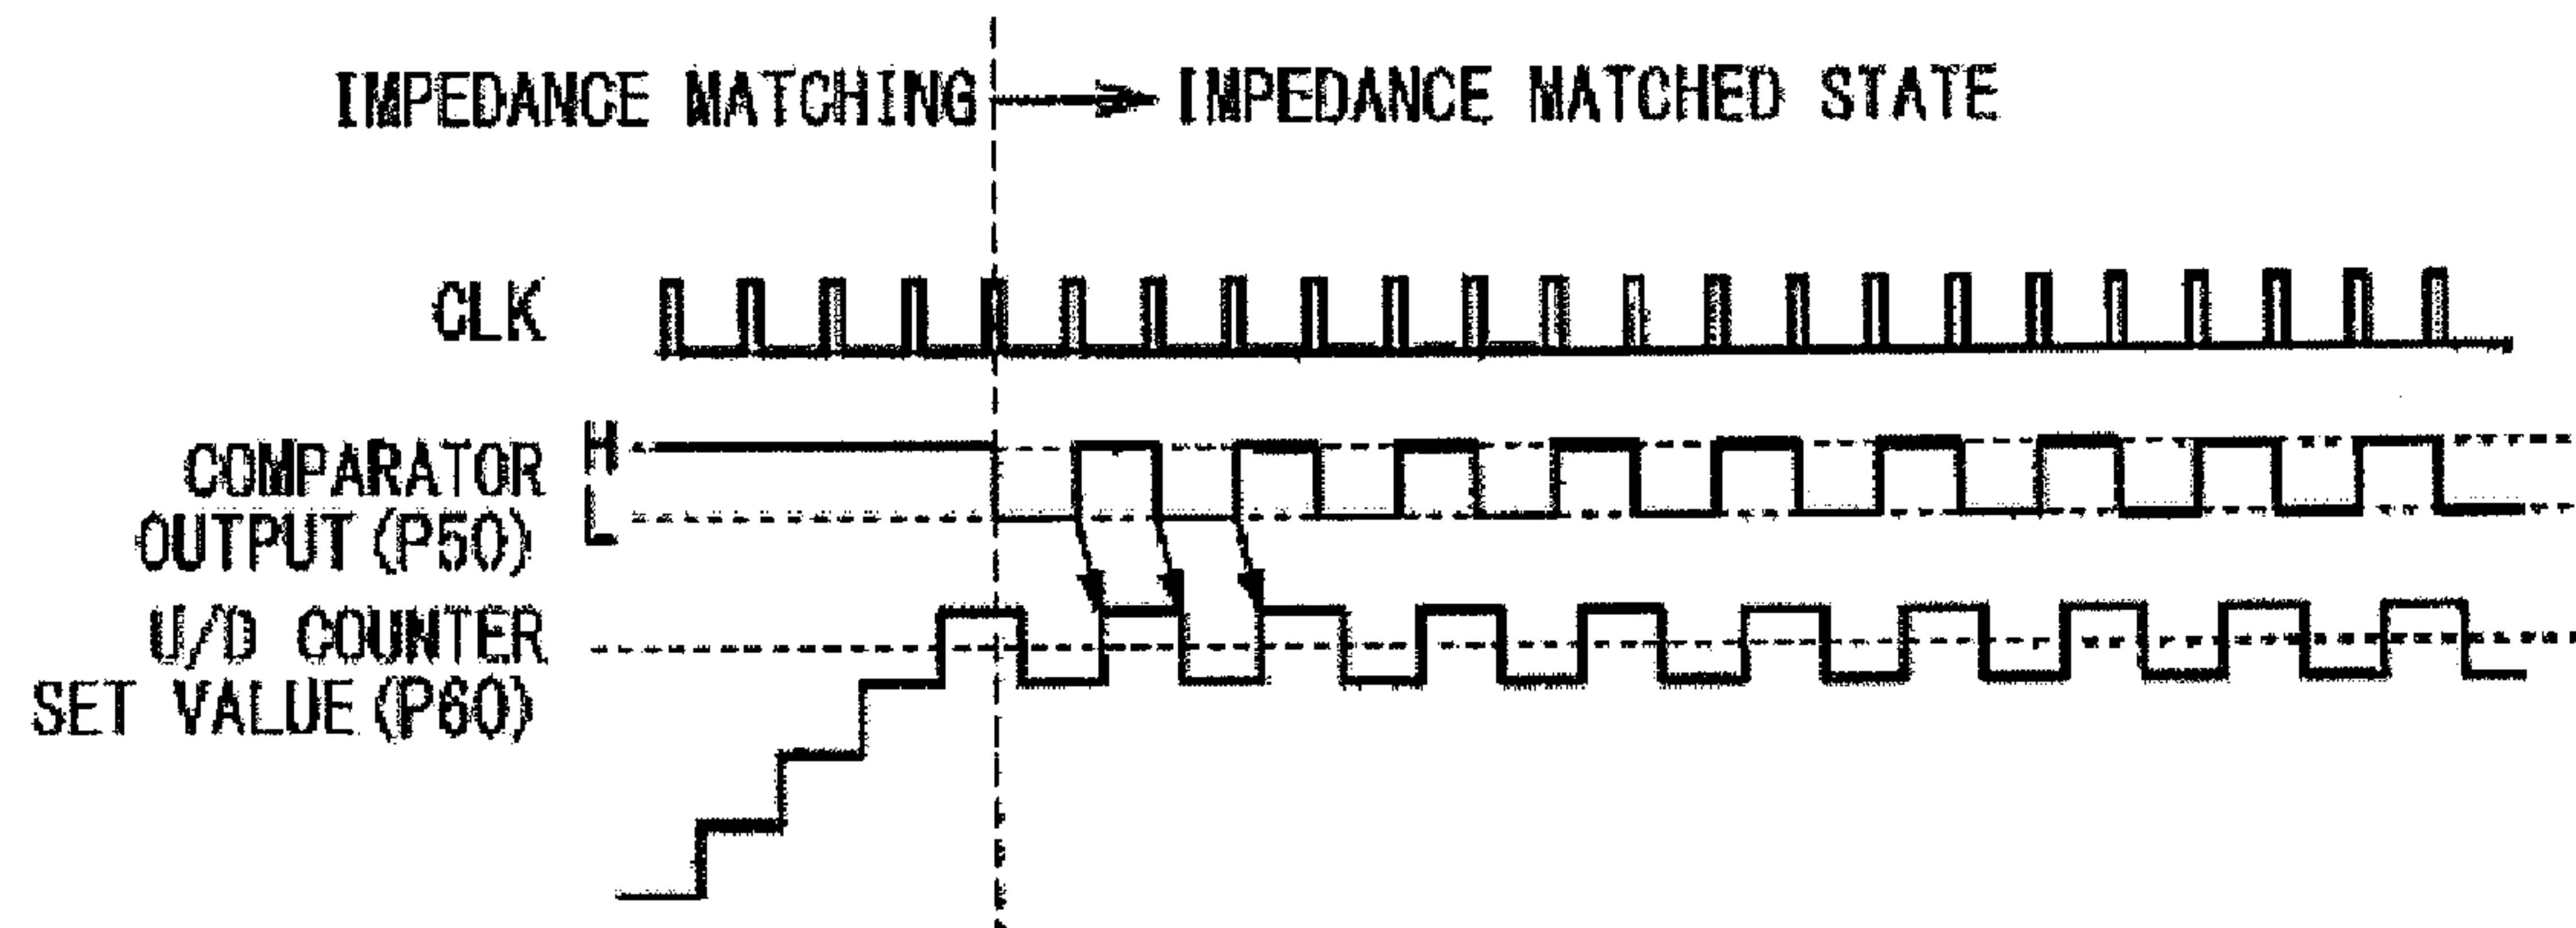 IMPEDANCE MATCHING
IMPEDANCE MATCHED STATE
CLK
COMPARATOR
OUTPUT (P50)
H
L
U/D COUNTER
SET VALUE (P60)